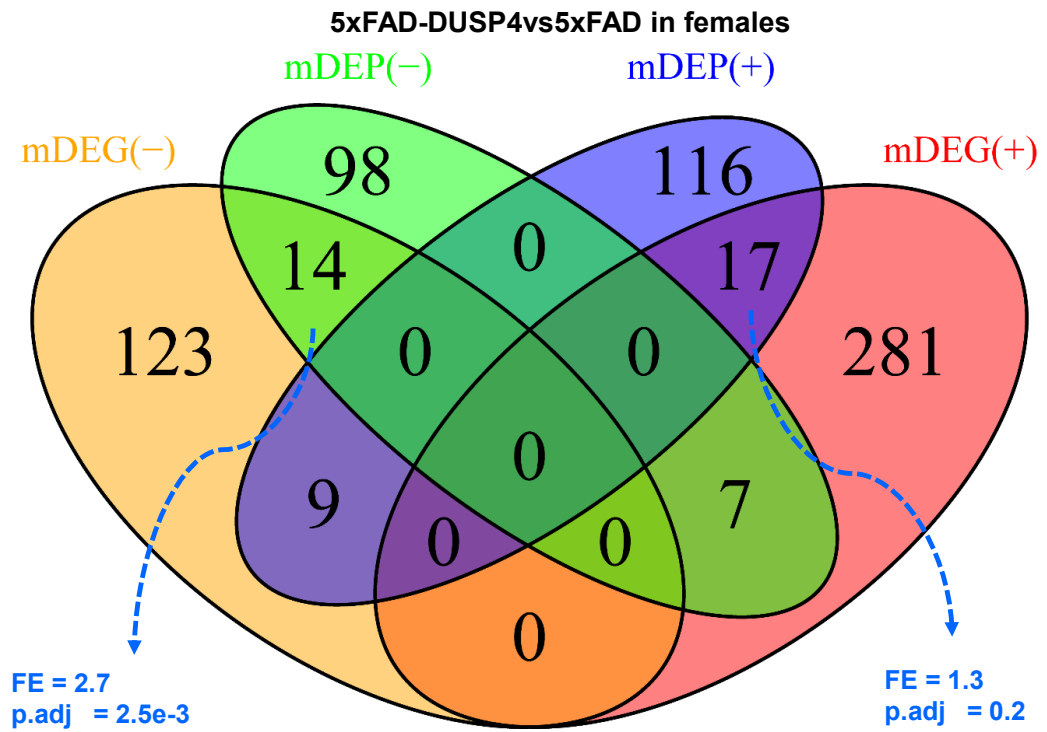 5xFAD-DUSP4vs5xFAD in females
mDEP(−) mDEP(+)
mDEG(−) mDEG(+)
98 116
14 0 17
123 0 0 281
0
9 7
0 0
0
FE = 2.7 FE = 1.3
p.adj = 2.5e-3 p.adj = 0.2